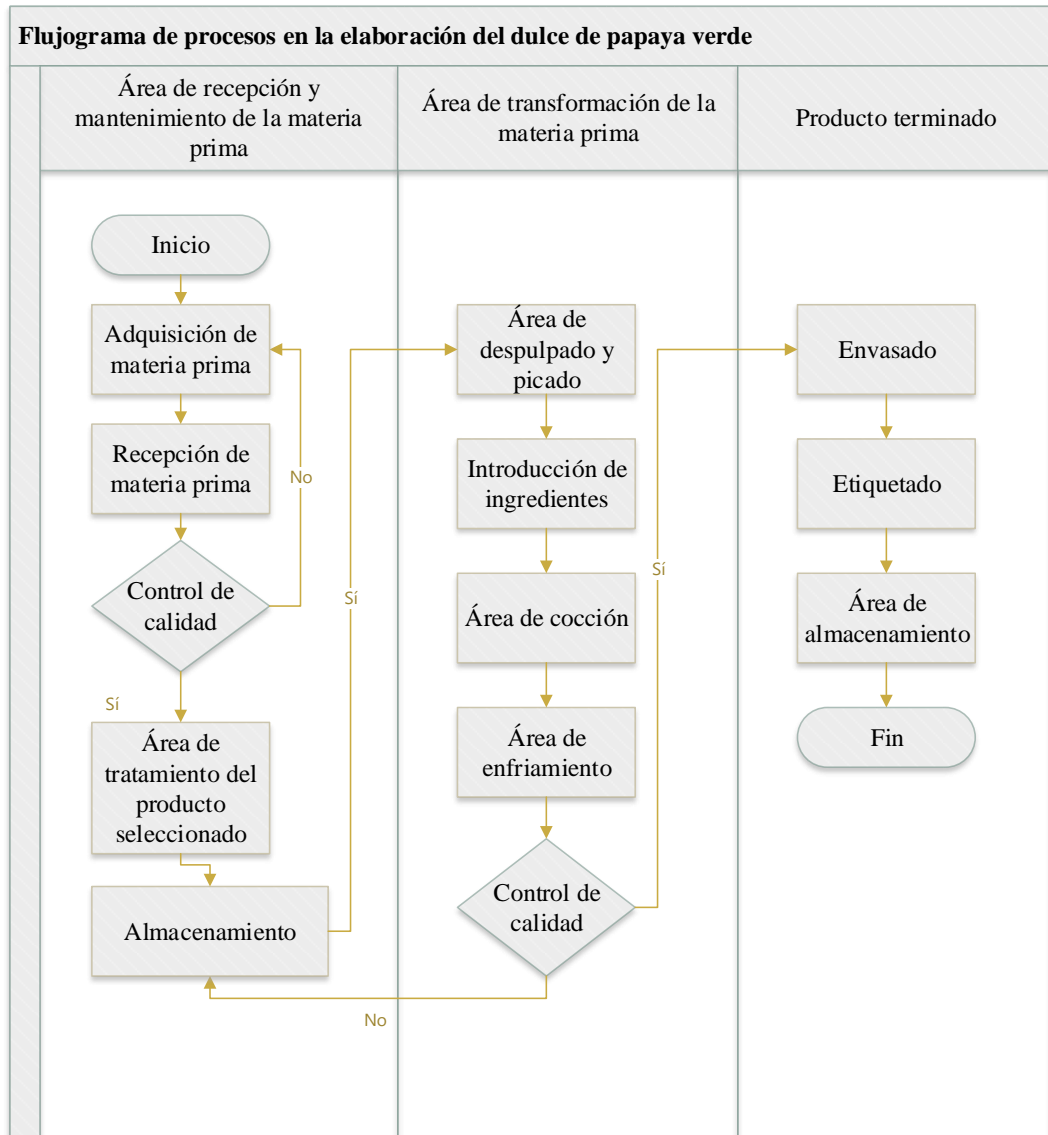 Flujograma de procesos en la elaboración del dulce de papaya verde
Área de recepción y
mantenimiento de la materia
prima
Área de transformación de la
materia prima
Producto terminado
Inicio
Adquisición de
materia prima
Recepción de
materia prima
No
Control de
calidad
Sí
Área de
tratamiento del
producto
seleccionado
Almacenamiento
Sí
Área de
despulpado y
picado
Introducción de
ingredientes
Área de cocción
Área de
enfriamiento
Control de
calidad
No
Sí
Envasado
Etiquetado
Área de
almacenamiento
Fin